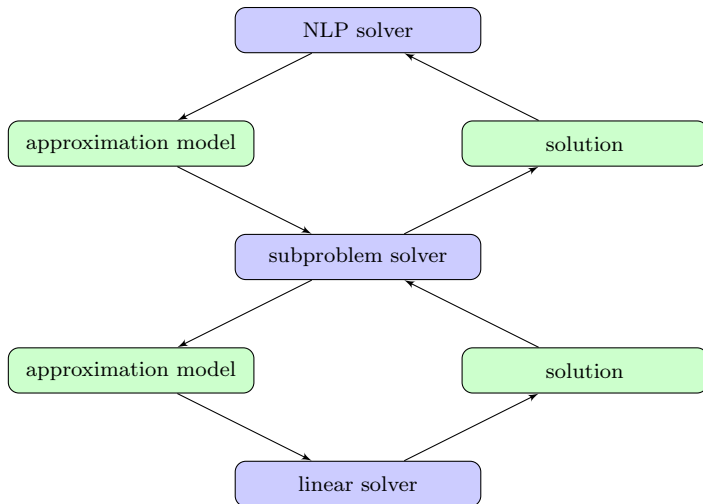 NLP solver
approximation model
solution
subproblem solver
approximation model
solution
linear solver